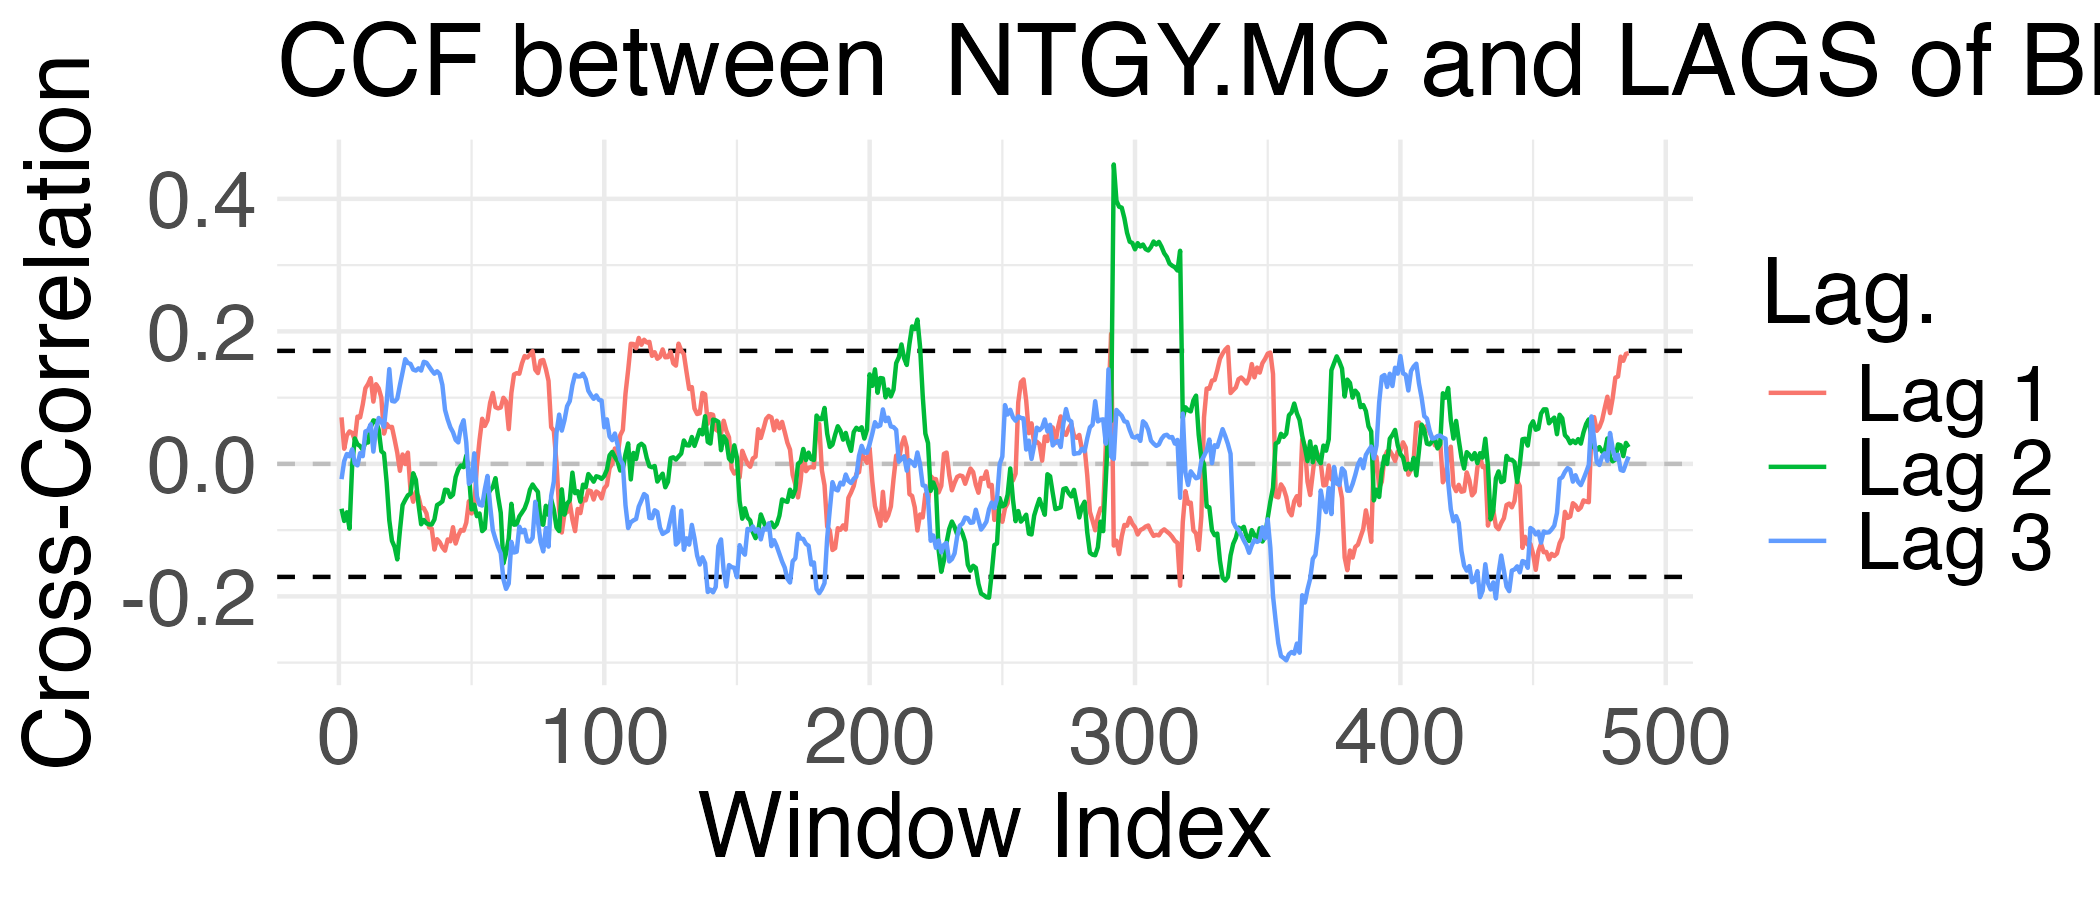 CCF between NTGY.MC and LAGS of
Cross-Correlation
0.4
0.2
0.0
-0.2
0
100
200
300
400
500
Window Index
Lag.
Lag 1
Lag 2
Lag 3